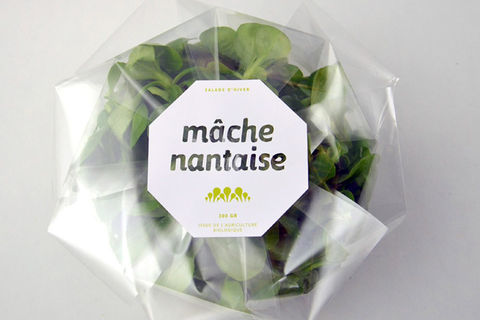 SALADE D'HIVER
mâche
nantaise
300 GR
ISSUE DE L'AGRICULTURE
BIOLOGIQUE